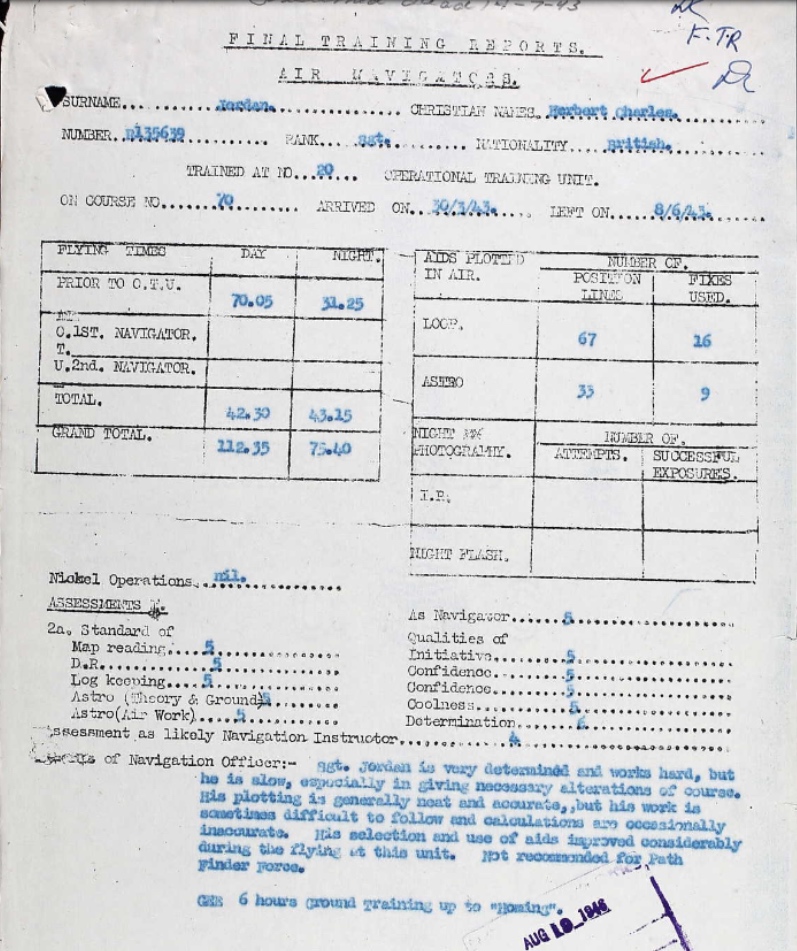 Dead 14-7-43
F.T.R
FINAL TRAINING REPORTS.
AIR NAVIGATORS.
SURNAME... Jordan. CHRISTIAN NAMES. Herbert Charles.
NUMBER. R135639 RANK... Sgt. NATIONALITY... British.
TRAINED AT NO. 20 OPERATIONAL TRAINING UNIT.
ON COURSE NO. 70 ARRIVED ON. 30/3/43. LEFT ON. 8/6/43.
FLYING TIMES DAY NIGHT.
PRIOR TO O.T.U. 70.05 31.25
O.1ST. NAVIGATOR.
T.
U.2nd. NAVIGATOR.
TOTAL. 42.30 43.15
GRAND TOTAL. 112.35 75.40
AIDS PLOTTED IN AIR. NUMBER OF.
POSITION LINES FIXES USED.
LOOP. 67 16
ASTRO 33 9
NIGHT PHOTOGRAPHY. NUMBER OF.
ATTEMPTS. SUCCESSFUL EXPOSURES.
I.R.
NIGHT FLASH.
Nickel Operations. nil.
ASSESSMENTS
2a. Standard of
Map reading... 5
D.R. 5
Log keeping... 5
Astro (Theory & Ground) 5
Astro(Air Work).. 5
As Navigator... 5
Qualities of
Initiative... 5
Confidence... 5
Confidence... 5
Coolness... 5
Determination... 6
ssessment as likely Navigation Instructor. 4
of Navigation Officer:- Sgt. Jordan is very determined and works hard, but
he is slow, especially in giving necessary alterations of course.
His plotting is generally neat and accurate,,but his work is
sometimes difficult to follow and calculations are occasionally
inaccurate. His selection and use of aids improved considerably
during the flying at this unit. Not recommended for Path
Finder Force.
GEE 6 hours Ground Training up to "Homing".
AUG 19 1946